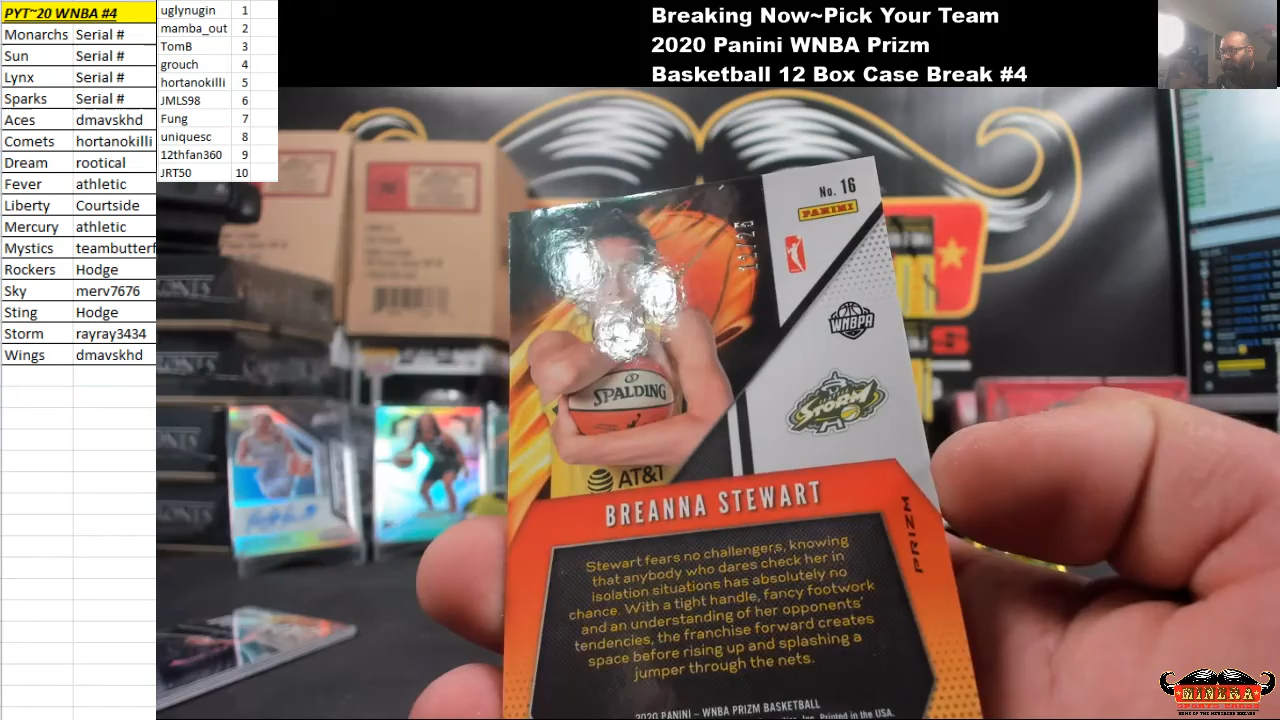 PYT~20 WNBA #4
Monarchs Serial #
Sun Serial #
Lynx Serial #
Sparks Serial #
Aces dmavskhd
Comets hortanokilli
Dream rootical
Fever athletic
Liberty Courtside
Mercury athletic
Mystics teambutterf
Rockers Hodge
Sky merv7676
Sting Hodge
Storm rayray3434
Wings dmavskhd
uglynugin 1
mamba_out 2
TomB 3
grouch 4
hortanokilli 5
JMLS98 6
Fung 7
uniquesc 8
12thfan360 9
JRT50 10
Breaking Now~Pick Your Team
2020 Panini WNBA Prizm
Basketball 12 Box Case Break #4
No. 16
PANINI
WNBPA
STORM
SPALDING
AT&T
BREANNA STEWART
PRIZM
Stewart fears no challengers, knowing
that anybody who dares check her in
isolation situations has absolutely no
chance. With a tight handle, fancy footwork
and an understanding of her opponents'
tendencies, the franchise forward creates
space before rising up and splashing a
jumper through the nets.
2020 PANINI – WNBA PRIZM BASKETBALL
Printed in the USA.
MINERA
SPORTS CARDS